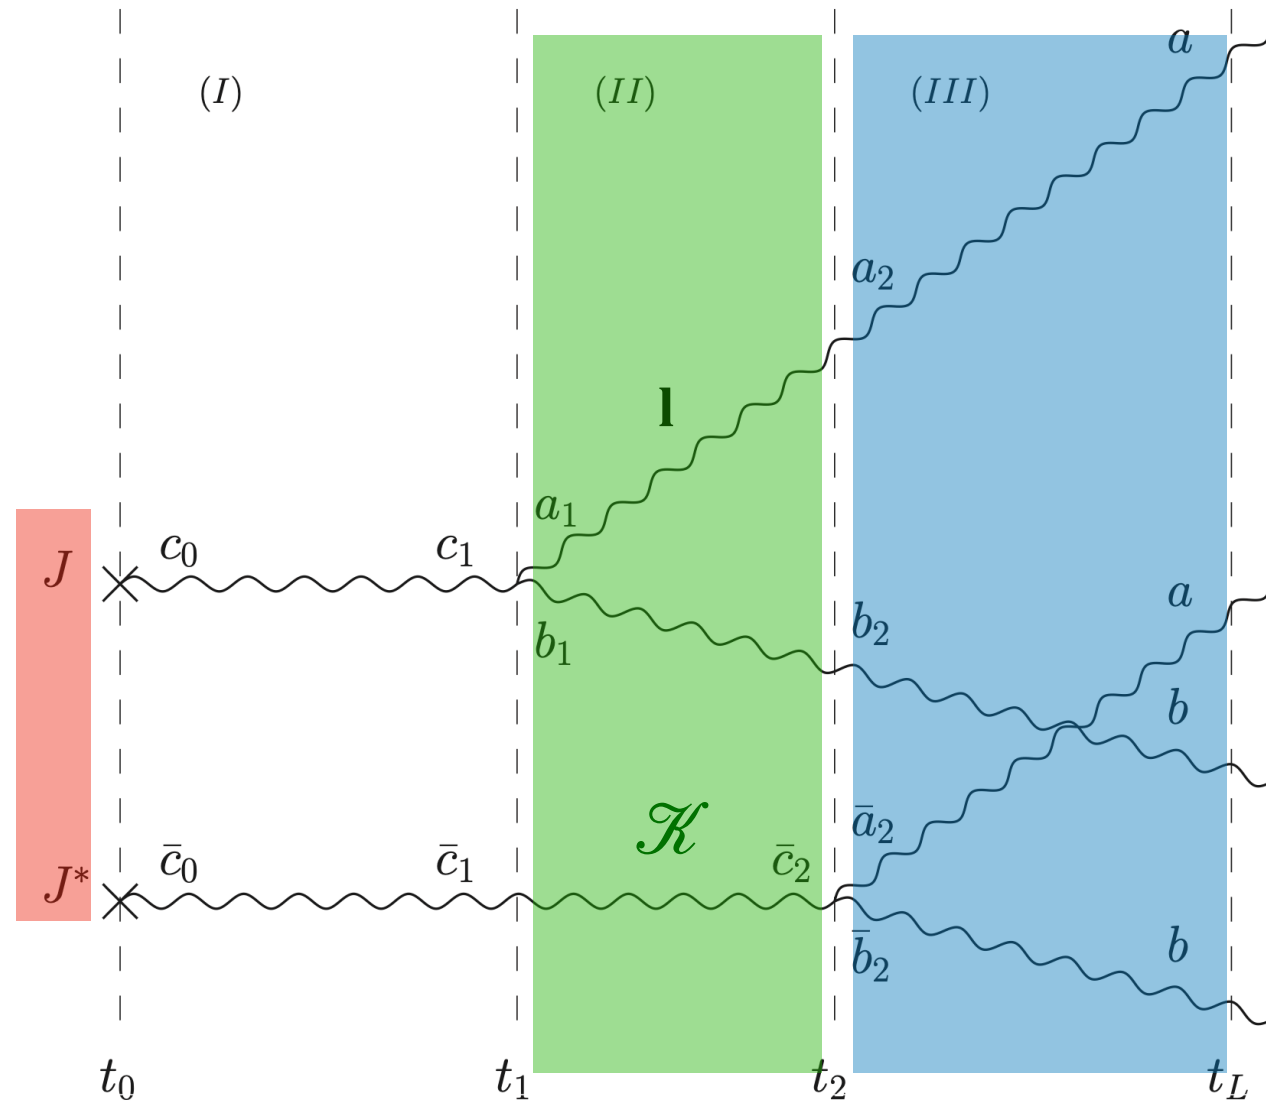 a
(I) (II) (III)
a₂
l
a₁
J c₀ c₁
a
b₂
b₁
b
𝒦
ā₂
J* c̄₀ c̄₁ c̄₂
b
b̄₂
t₀ t₁ t₂ t_L